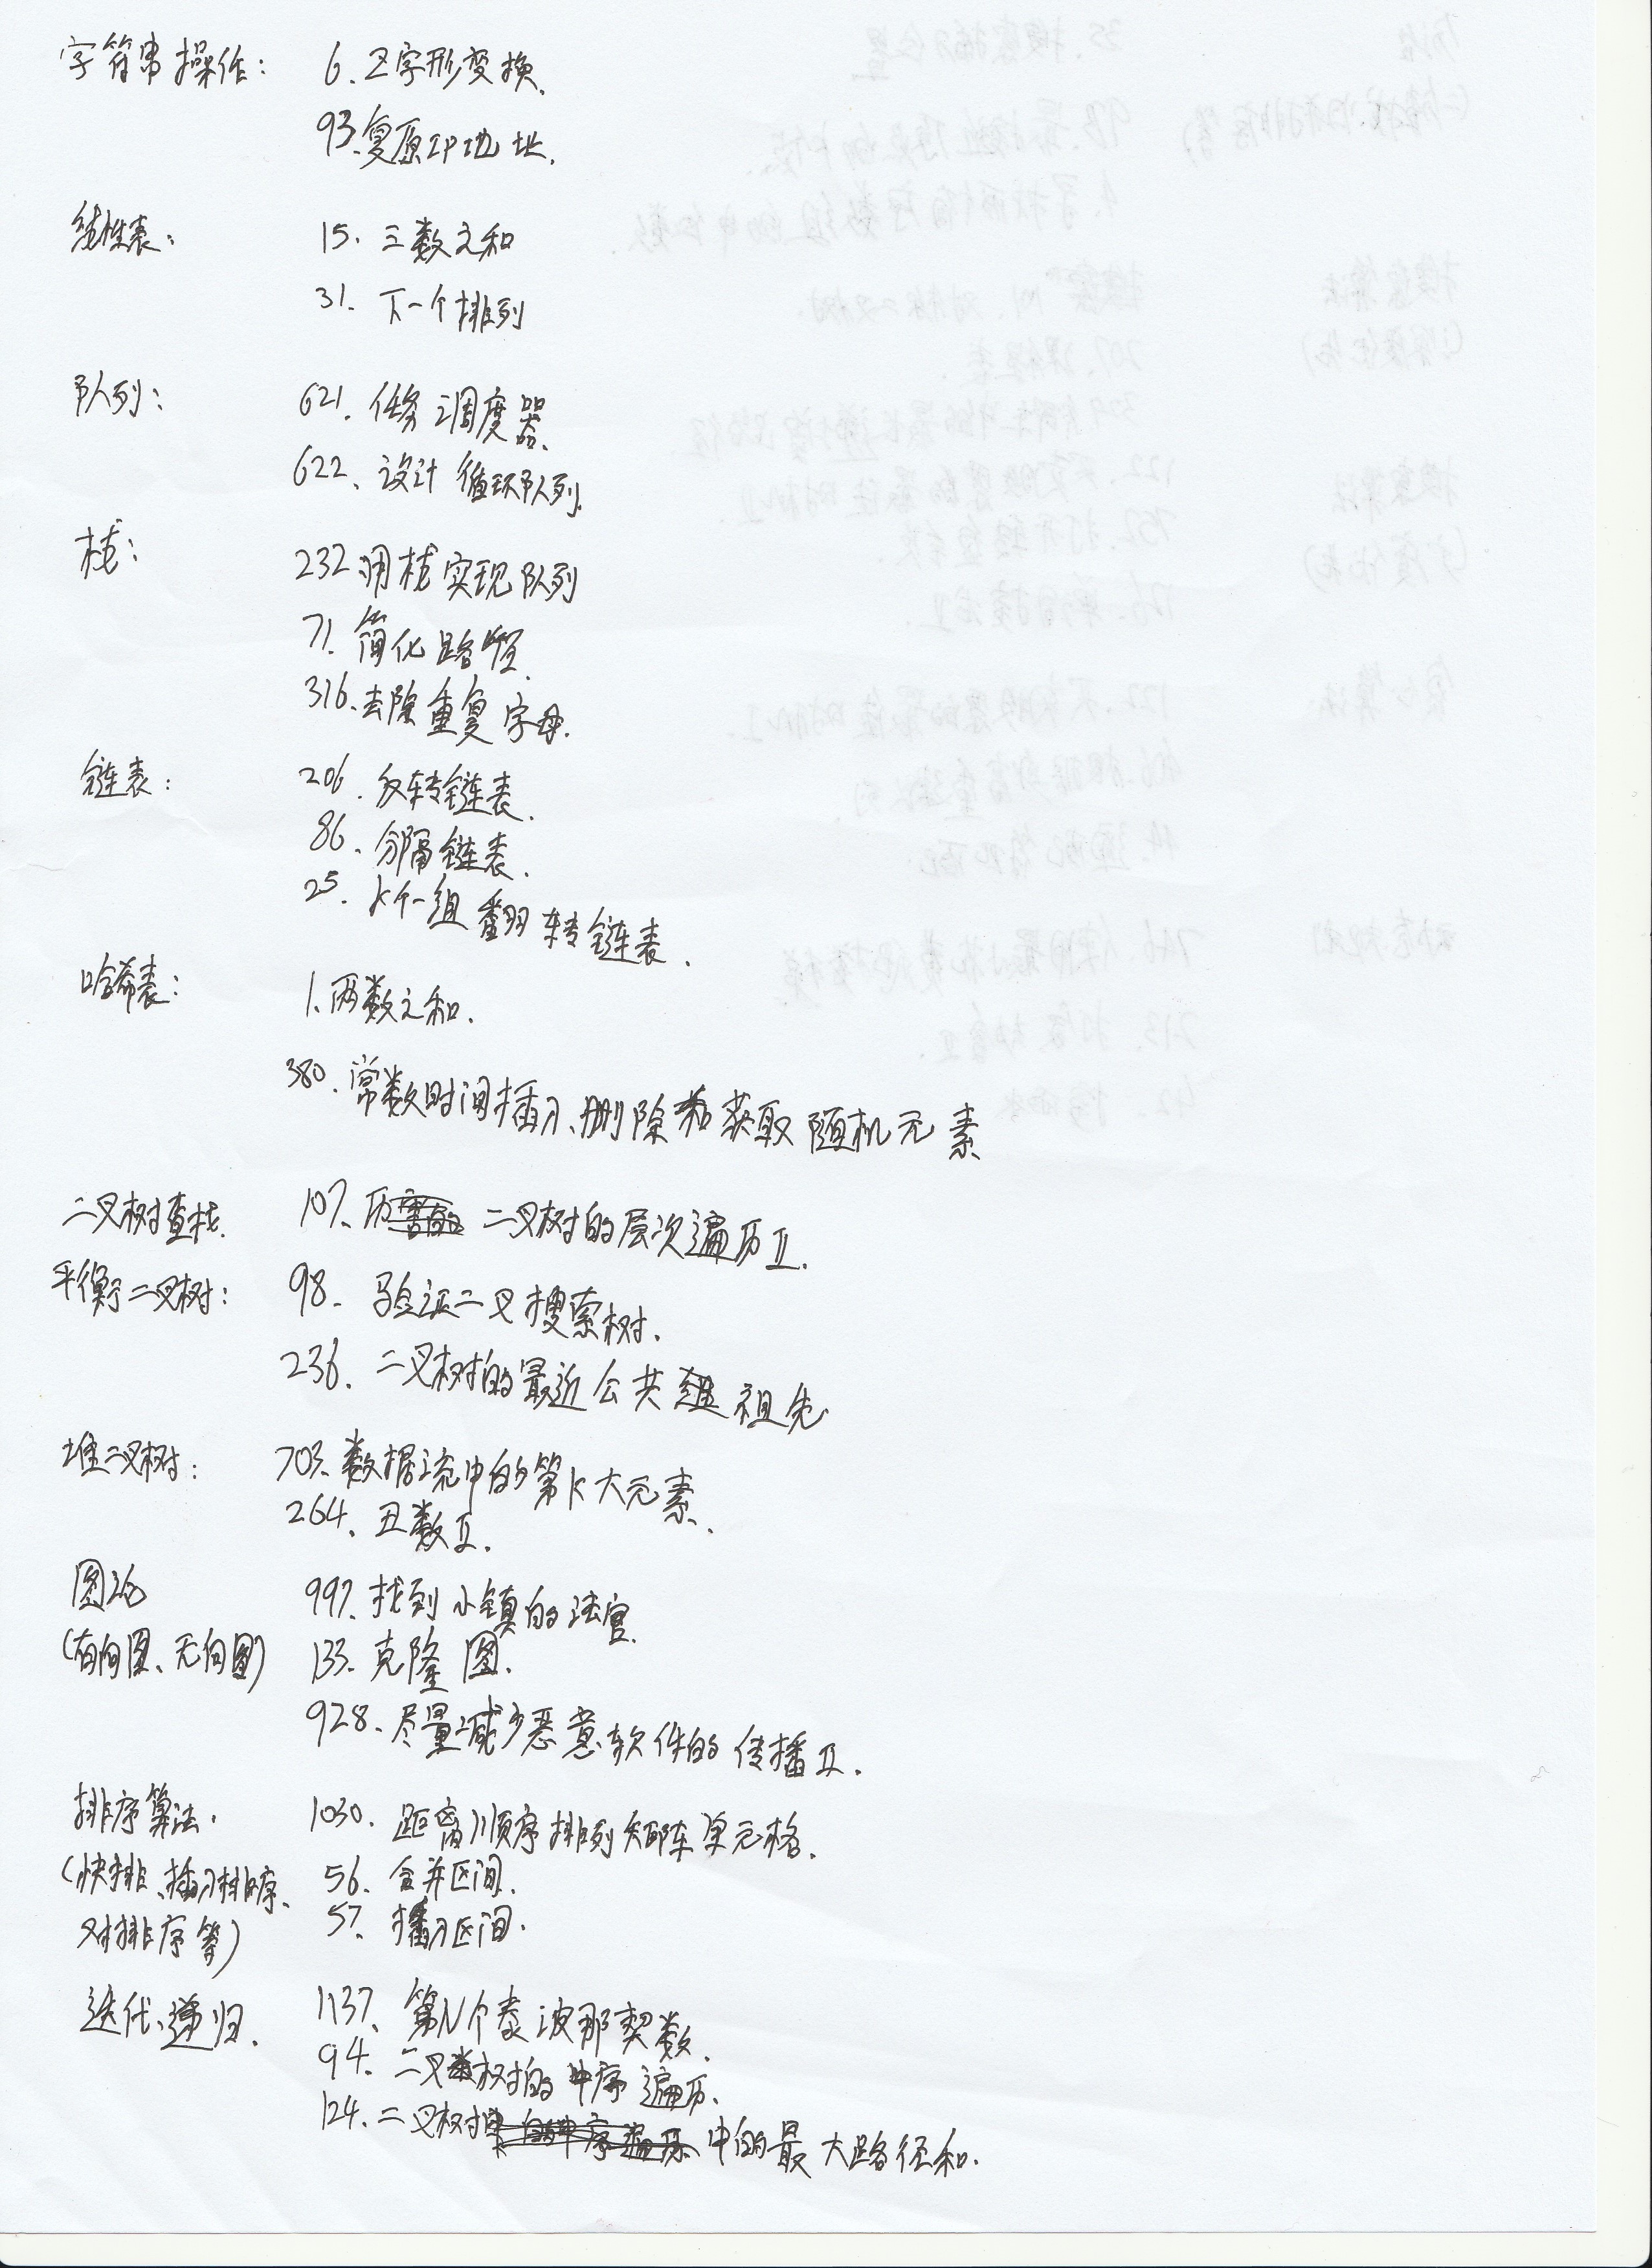 字符串操作: 6. Z字形变换.
93.复原IP地址.
线性表: 15. 三数之和
31. 下一个排列
队列: 621. 任务调度器.
622. 设计循环队列.
栈: 232.用栈实现队列
71.简化路径.
316.去除重复字母.
链表: 206. 反转链表.
86. 分隔链表.
25. K个一组翻转链表.
哈希表: 1.两数之和.
380.常数时间插入、删除和获取随机元素
二叉树查找. 107. 二叉树的层次遍历II.
平衡二叉树: 98. 验证二叉搜索树.
236. 二叉树的最近公共祖先
堆二叉树: 703.数据流中的第K大元素.
264. 丑数II.
图论 997.找到小镇的法官.
(有向图、无向图) 133.克隆图.
928.尽量减少恶意软件的传播II.
排序算法. 1030. 距离顺序排列矩阵单元格.
(快排、插入排序、 56. 合并区间.
对排序等) 57. 插入区间.
迭代、递归. 1137. 第N个泰波那契数.
94. 二叉树的中序遍历.
124. 二叉树中的最大路径和.